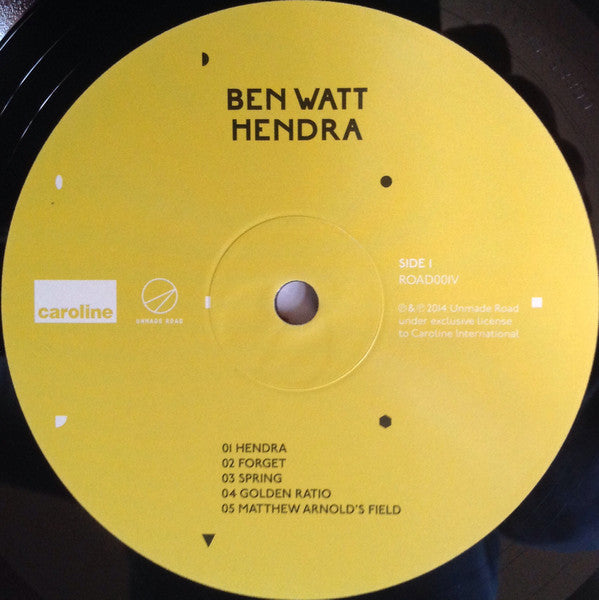 BEN WATT
HENDRA
SIDE 1
ROAD001V
caroline
UNMADE ROAD
℗ & ℗ 2014 Unmade Road
under exclusive license
to Caroline International
01 HENDRA
02 FORGET
03 SPRING
04 GOLDEN RATIO
05 MATTHEW ARNOLD'S FIELD